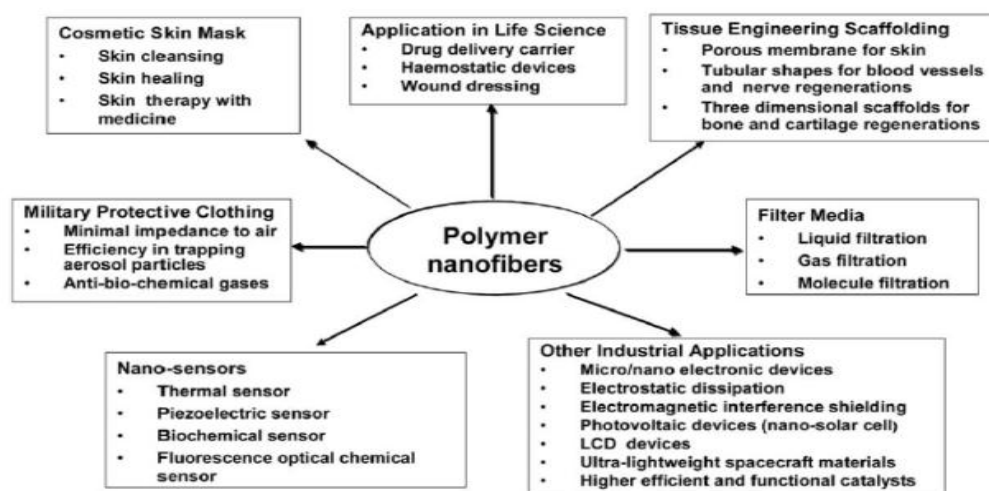 Cosmetic Skin Mask
• Skin cleansing
• Skin healing
• Skin therapy with
medicine
Application in Life Science
• Drug delivery carrier
• Haemostatic devices
• Wound dressing
Tissue Engineering Scaffolding
• Porous membrane for skin
• Tubular shapes for blood vessels
and nerve regenerations
• Three dimensional scaffolds for
bone and cartilage regenerations
Military Protective Clothing
• Minimal impedance to air
• Efficiency in trapping
aerosol particles
• Anti-bio-chemical gases
Polymer
nanofibers
Filter Media
• Liquid filtration
• Gas filtration
• Molecule filtration
Nano-sensors
• Thermal sensor
• Piezoelectric sensor
• Biochemical sensor
• Fluorescence optical chemical
sensor
Other Industrial Applications
• Micro/nano electronic devices
• Electrostatic dissipation
• Electromagnetic interference shielding
• Photovoltaic devices (nano-solar cell)
• LCD devices
• Ultra-lightweight spacecraft materials
• Higher efficient and functional catalysts